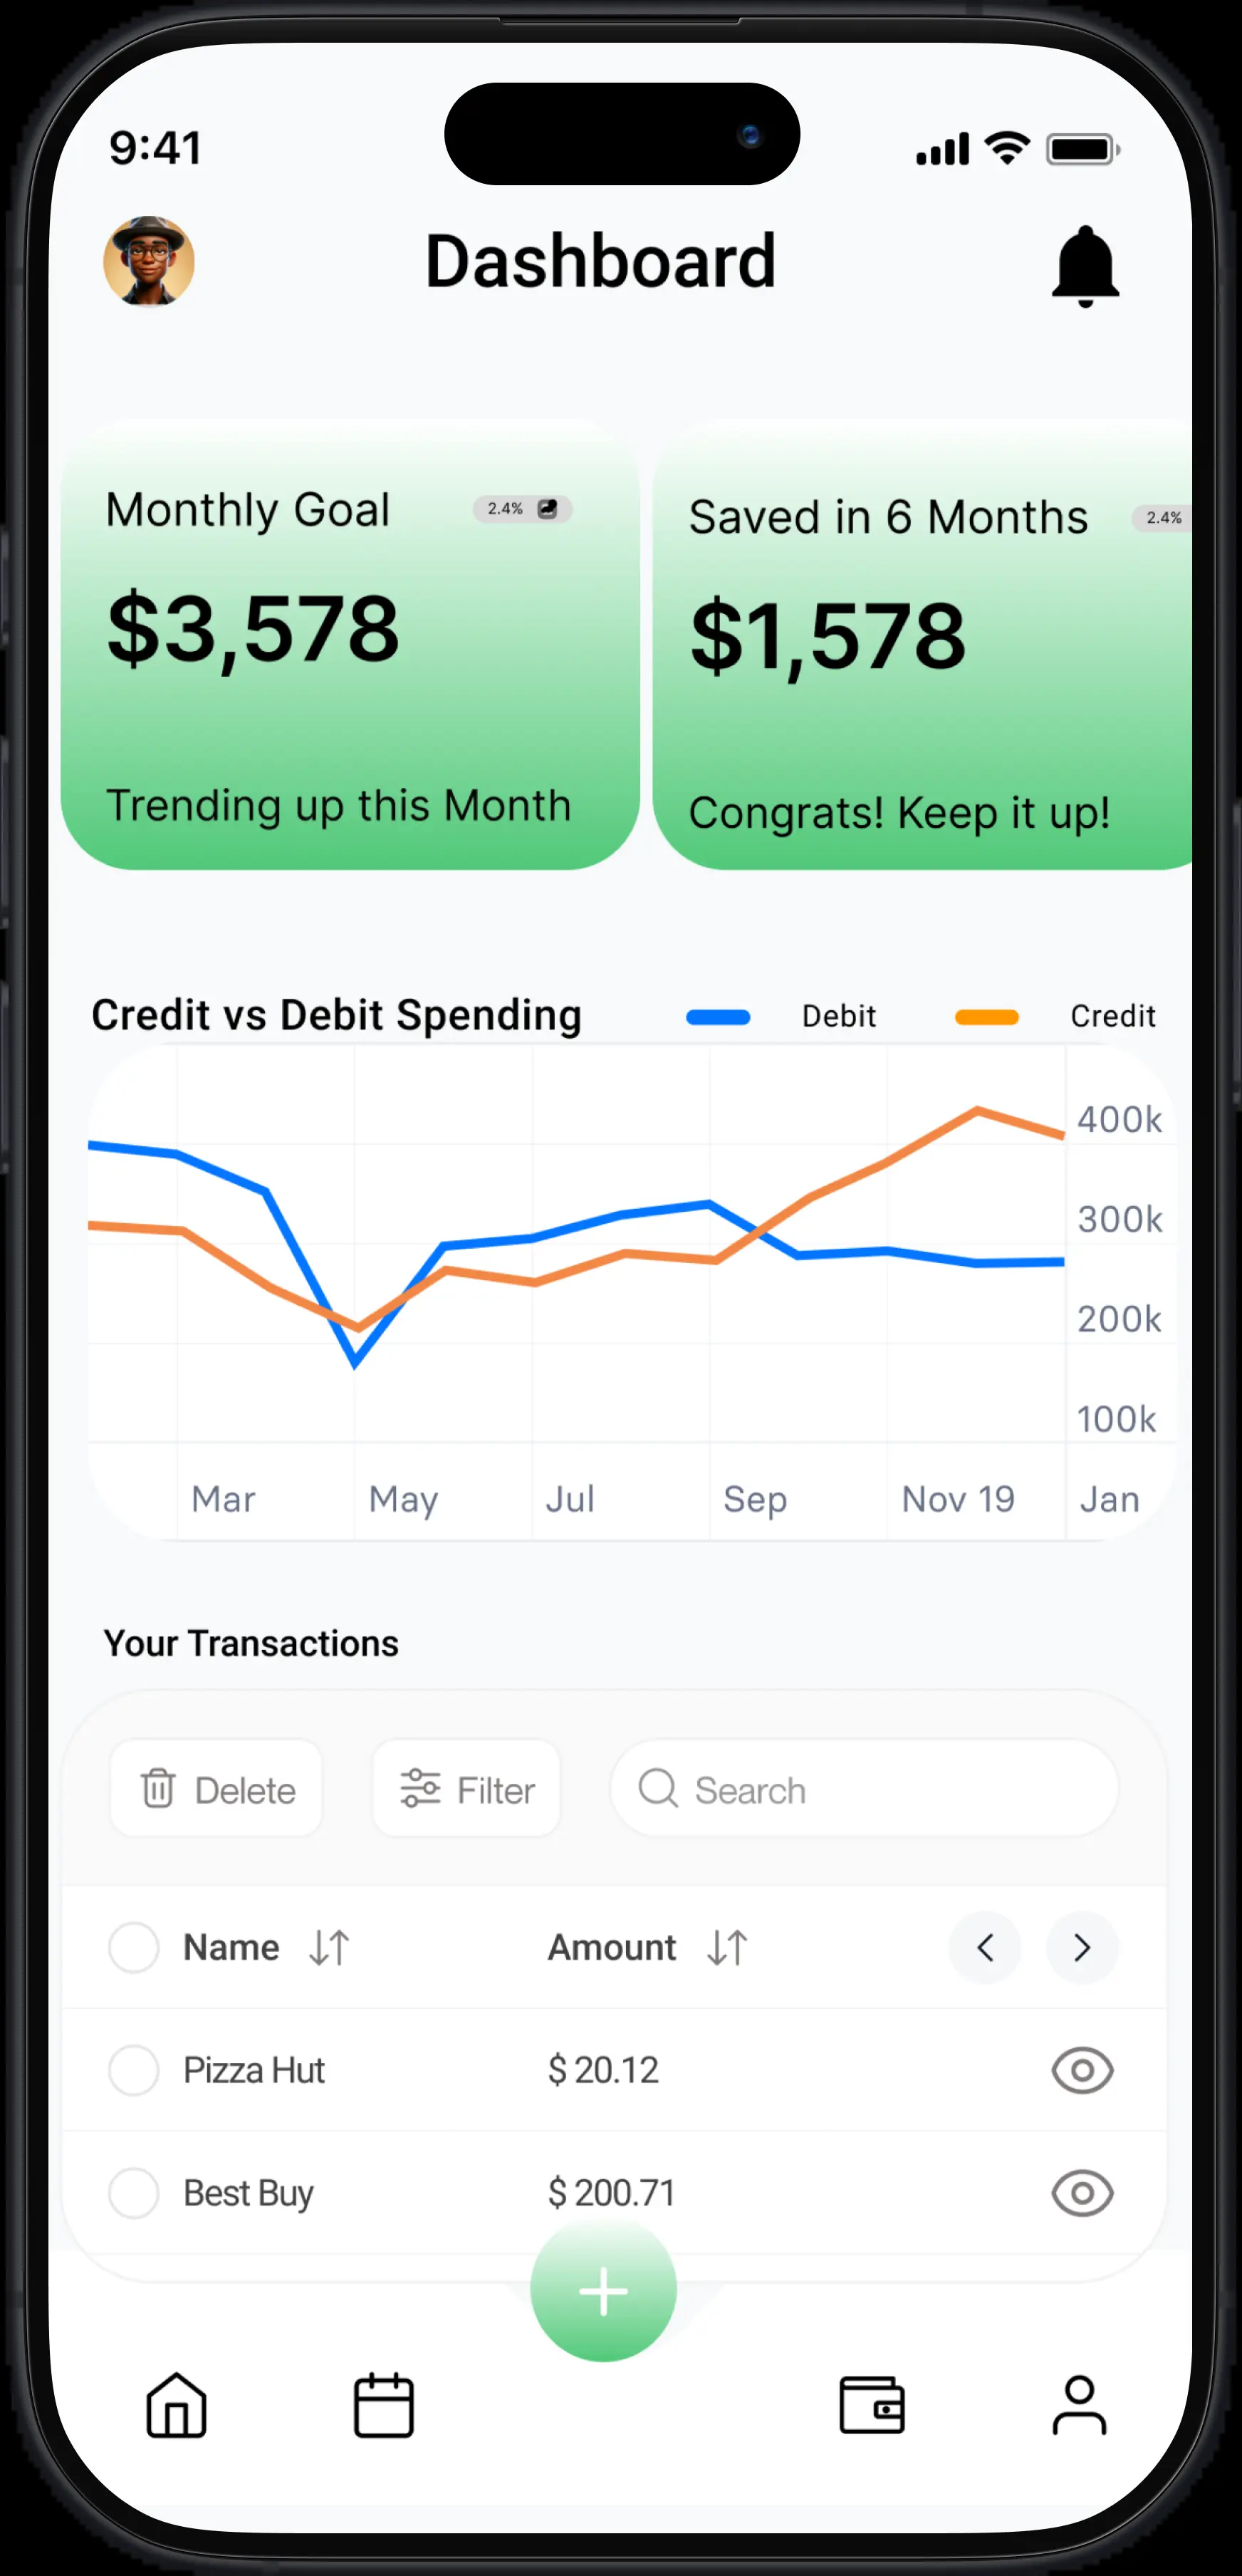 9:41
Dashboard
Monthly Goal 2.4%
$3,578
Trending up this Month
Saved in 6 Months 2.4%
$1,578
Congrats! Keep it up!
Credit vs Debit Spending Debit Credit
400k
300k
200k
100k
Mar May Jul Sep Nov 19 Jan
Your Transactions
Delete Filter Search
Name Amount
Pizza Hut $ 20.12
Best Buy $ 200.71